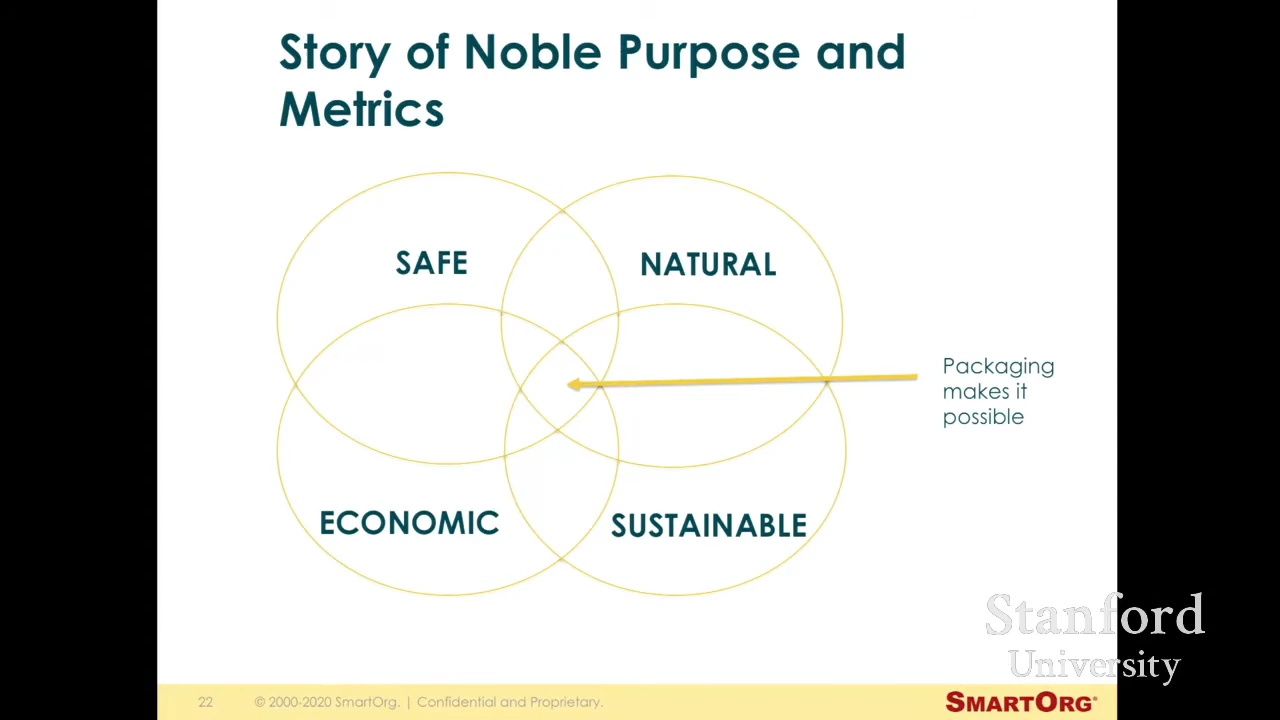 Story of Noble Purpose and
Metrics
SAFE
NATURAL
Packaging
makes it
possible
ECONOMIC
SUSTAINABLE
Stanford
University
22
© 2000-2020 SmartOrg. | Confidential and Proprietary.
SMARTORG®